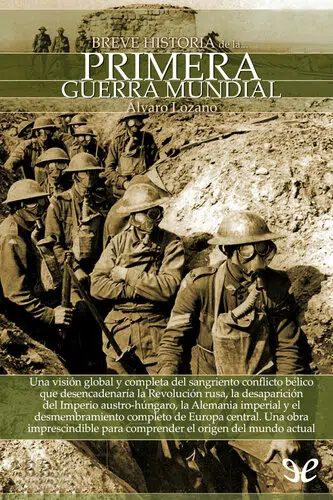 BREVE HISTORIA de la...
PRIMERA
GUERRA MUNDIAL
Álvaro Lozano
Una visión global y completa del sangriento conflicto bélico
que desencadenaría la Revolución rusa, la desaparición
del Imperio austro-húngaro, la Alemania imperial y el
desmembramiento completo de Europa central. Una obra
imprescindible para comprender el origen del mundo actual